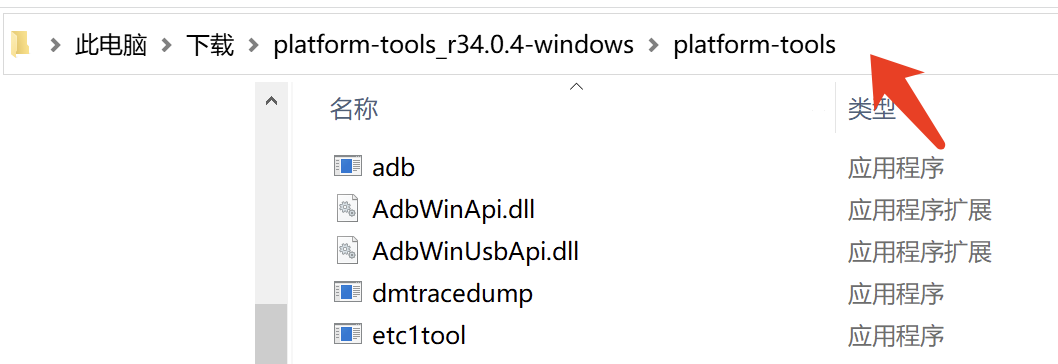 此电脑 > 下载 > platform-tools_r34.0.4-windows > platform-tools
名称 类型
adb 应用程序
AdbWinApi.dll 应用程序扩展
AdbWinUsbApi.dll 应用程序扩展
dmtracedump 应用程序
etc1tool 应用程序